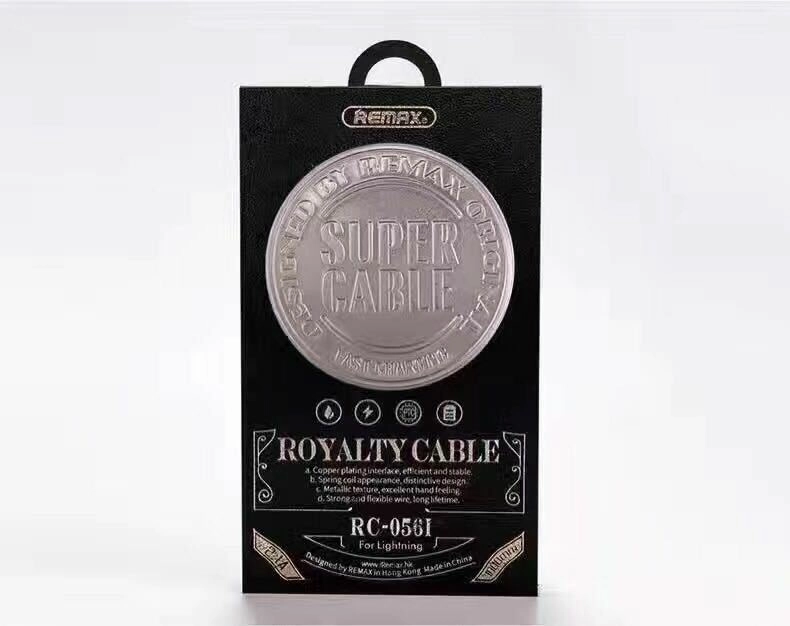 REMAX
DESIGNED BY REMAX ORIGINAL
SUPER
CABLE
FAST CHARGING
PTC
ROYALTY CABLE
a. Copper plating interface, efficient and stable.
b. Spring coil appearance, distinctive design.
c. Metallic texture, excellent hand feeling.
d. Strong and flexible wire, long lifetime.
RC-056I
For Lightning
www.iRemax.hk
Designed by REMAX in Hong Kong Made in China